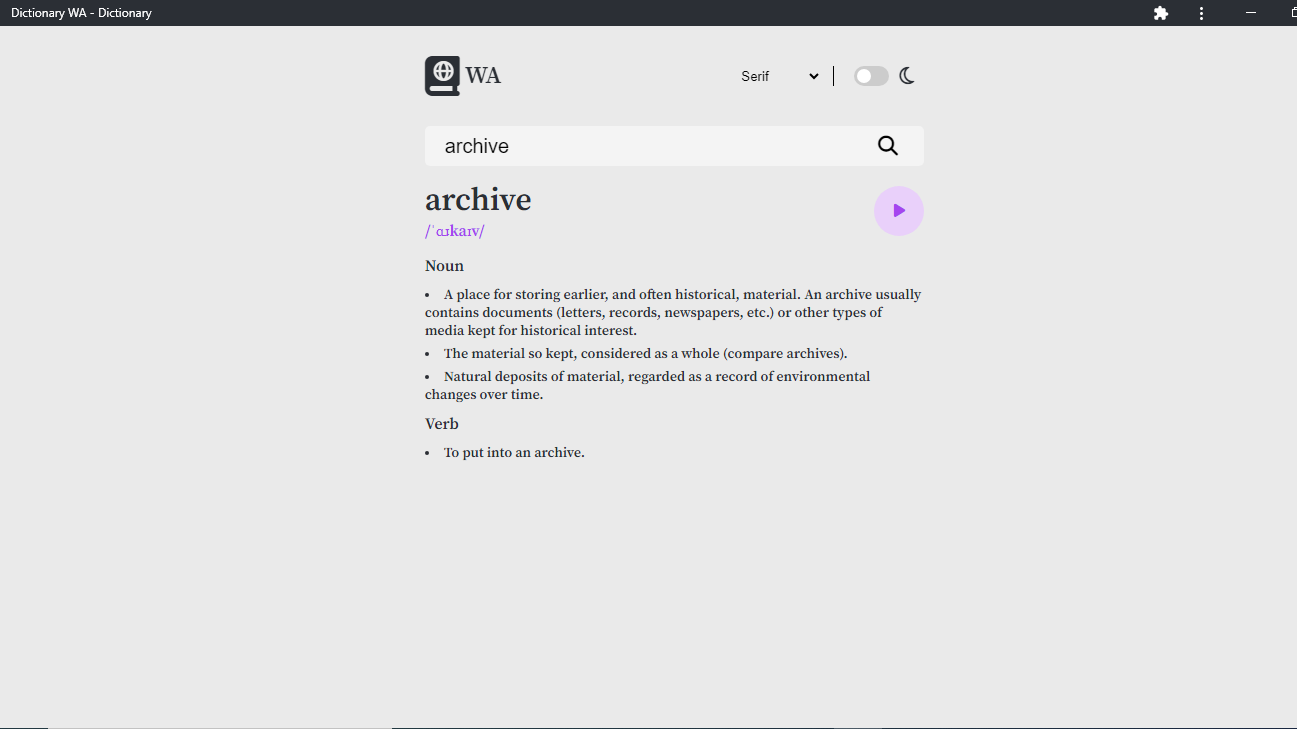 Dictionary WA - Dictionary
WA
Serif
archive
archive
/ˈɑɹkaɪv/
Noun
• A place for storing earlier, and often historical, material. An archive usually
contains documents (letters, records, newspapers, etc.) or other types of
media kept for historical interest.
• The material so kept, considered as a whole (compare archives).
• Natural deposits of material, regarded as a record of environmental
changes over time.
Verb
• To put into an archive.